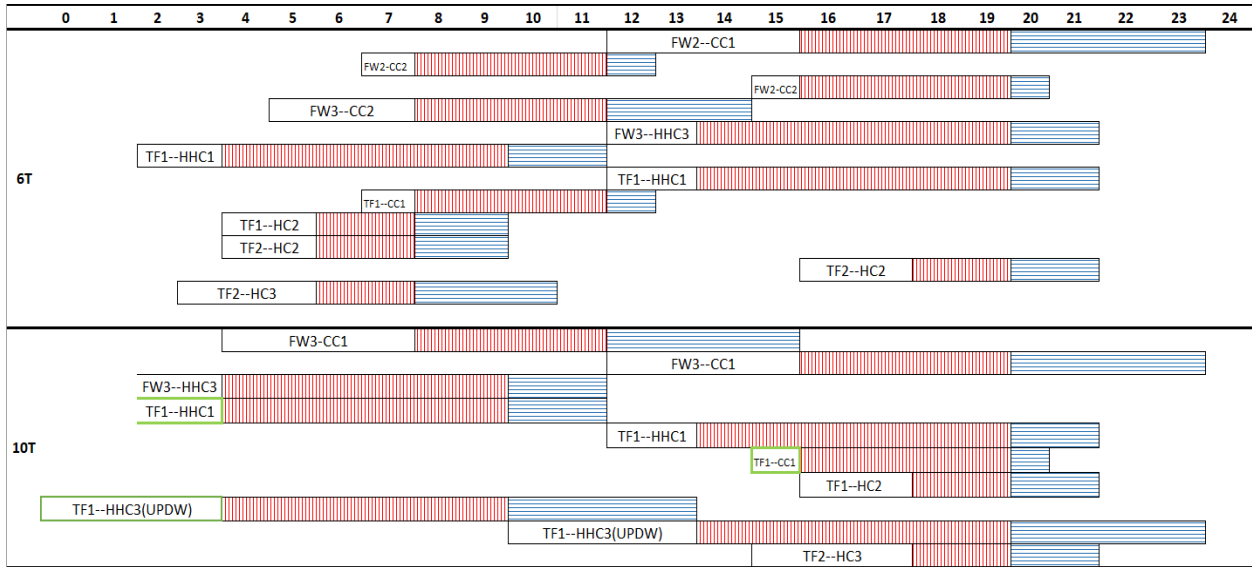 0 1 2 3 4 5 6 7 8 9 10 11 12 13 14 15 16 17 18 19 20 21 22 23 24
FW2--CC1
FW2-CC2
FW2-CC2
FW3--CC2
FW3--HHC3
TF1--HHC1
6T
TF1--HHC1
TF1--CC1
TF1--HC2
TF2--HC2
TF2--HC2
TF2--HC3
FW3-CC1
FW3--CC1
FW3--HHC3
TF1--HHC1
TF1--HHC1
10T
TF1--CC1
TF1--HC2
TF1--HHC3(UPDW)
TF1--HHC3(UPDW)
TF2--HC3